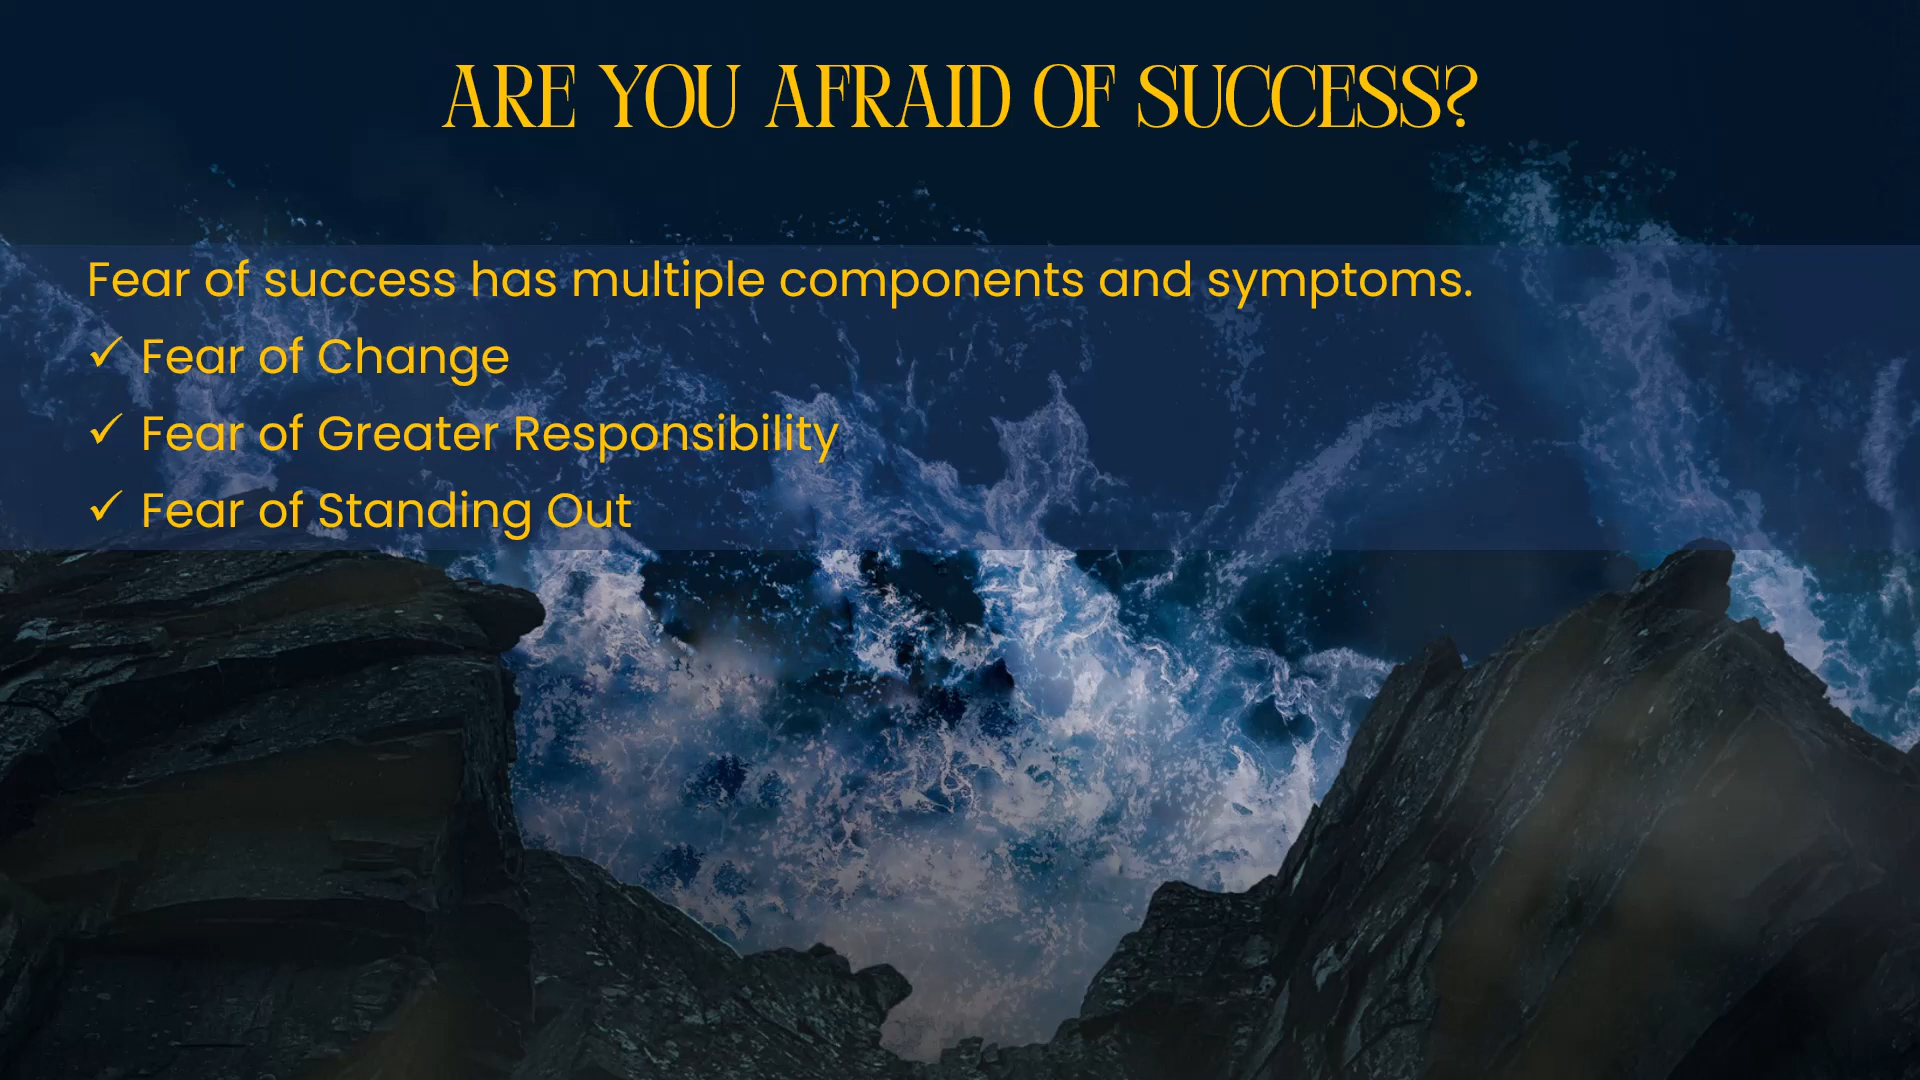 ARE YOU AFRAID OF SUCCESS?
Fear of success has multiple components and symptoms.
✓ Fear of Change
✓ Fear of Greater Responsibility
✓ Fear of Standing Out